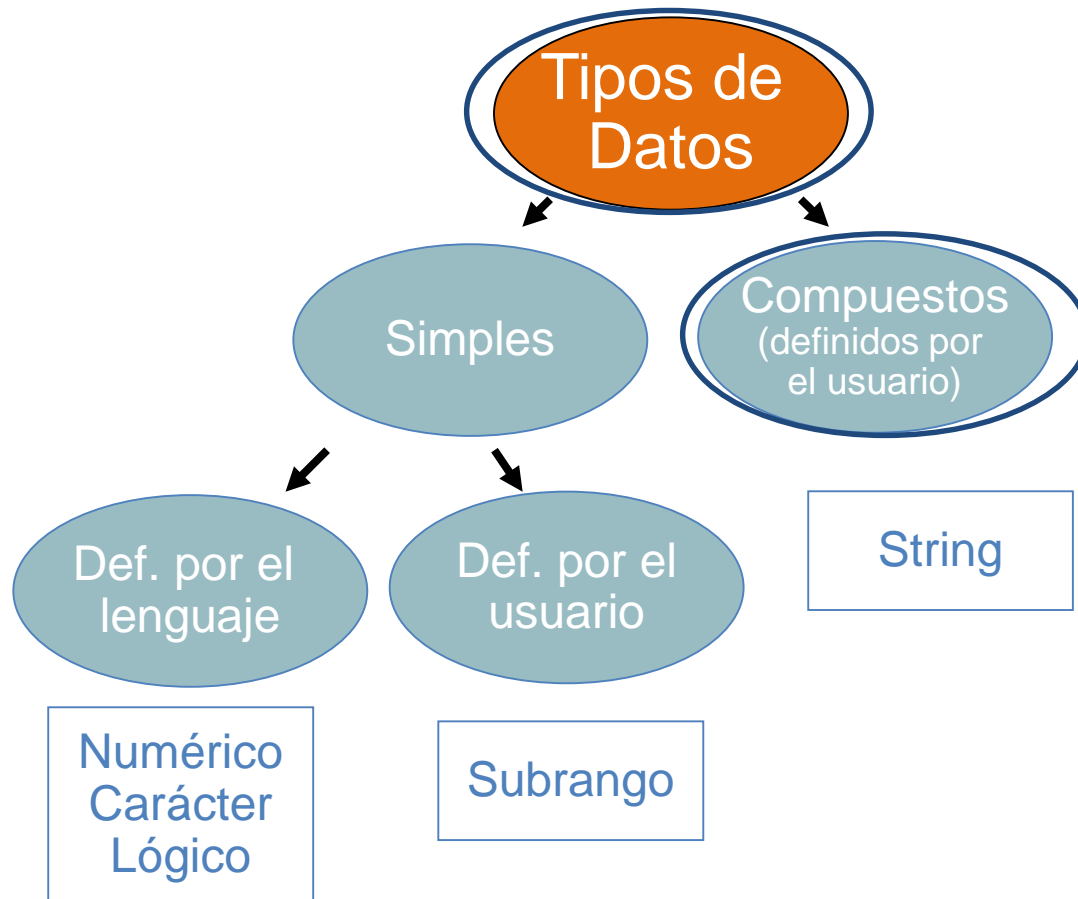 Tipos de
Datos
Simples
Compuestos
(definidos por
el usuario)
Def. por el
lenguaje
Def. por el
usuario
String
Numérico
Carácter
Lógico
Subrango